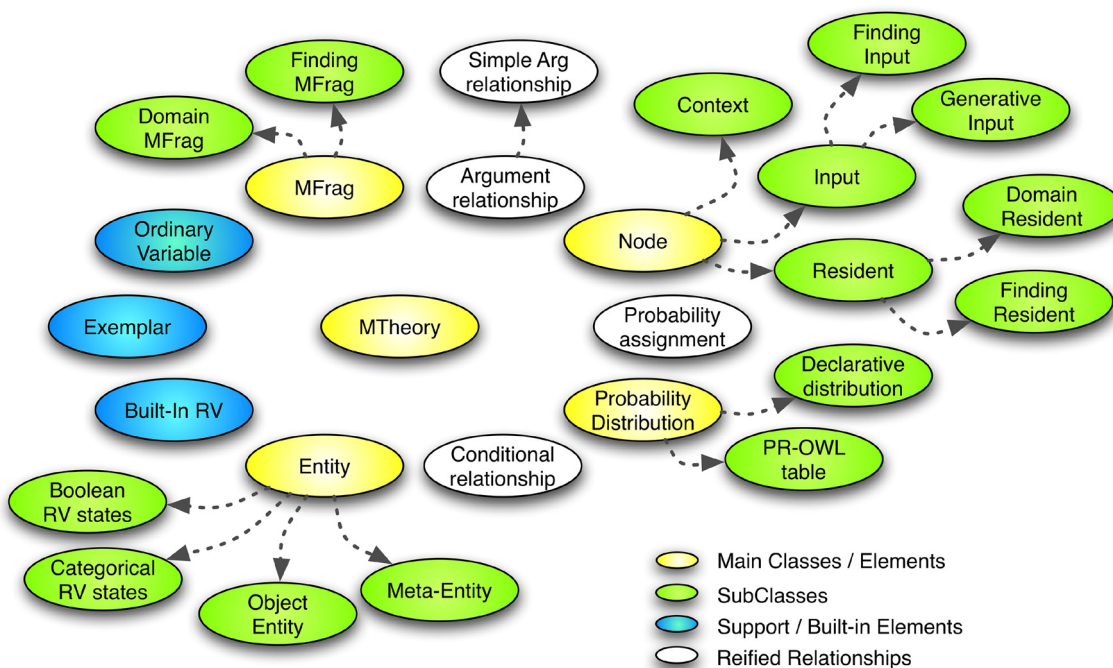 Finding
MFrag
Simple Arg
relationship
Finding
Input
Domain
MFrag
Context
Generative
Input
MFrag
Argument
relationship
Input
Domain
Resident
Ordinary
Variable
Node
Resident
Finding
Resident
Exemplar
MTheory
Probability
assignment
Declarative
distribution
Built-In RV
Probability
Distribution
Entity
Conditional
relationship
PR-OWL
table
Boolean
RV states
Categorical
RV states
Object
Entity
Meta-Entity
Main Classes / Elements
SubClasses
Support / Built-in Elements
Reified Relationships